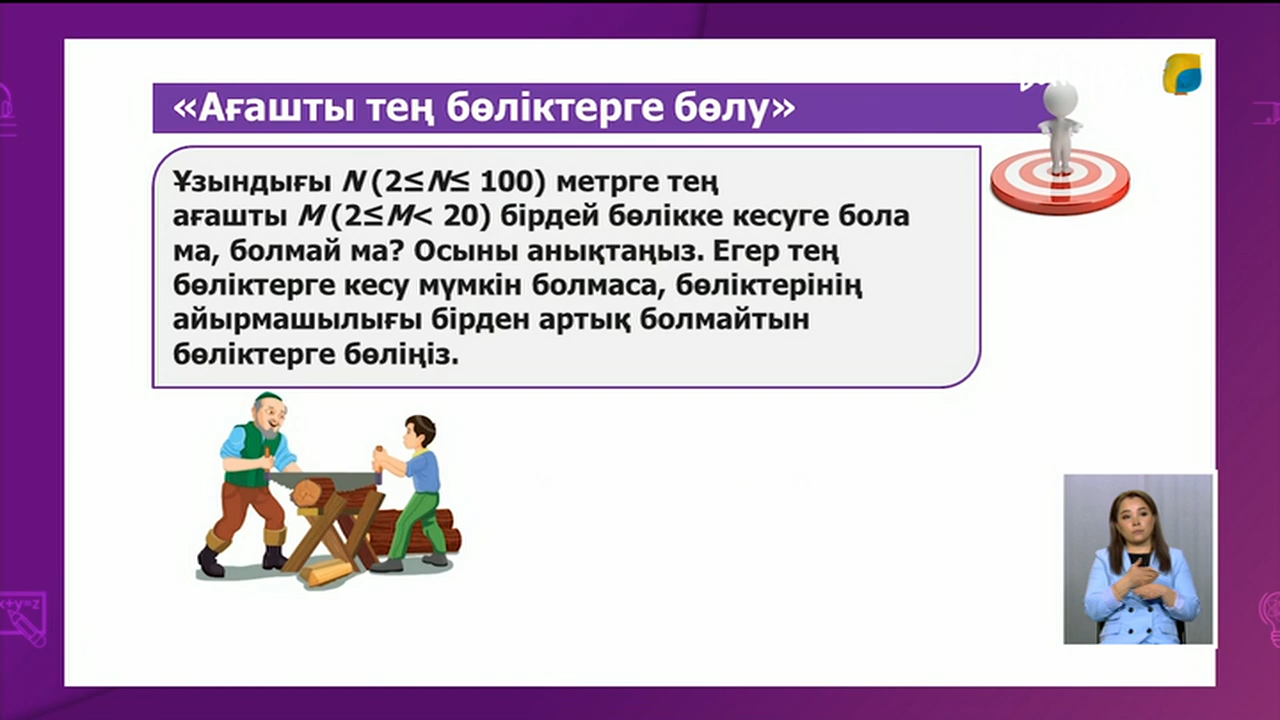 «Ағашты тең бөліктерге бөлу»
Ұзындығы N (2≤N≤ 100) метрге тең
ағашты M (2≤M< 20) бірдей бөлікке кесуге бола
ма, болмай ма? Осыны анықтаңыз. Егер тең
бөліктерге кесу мүмкін болмаса, бөліктерінің
айырмашылығы бірден артық болмайтын
бөліктерге бөліңіз.
x+y=z